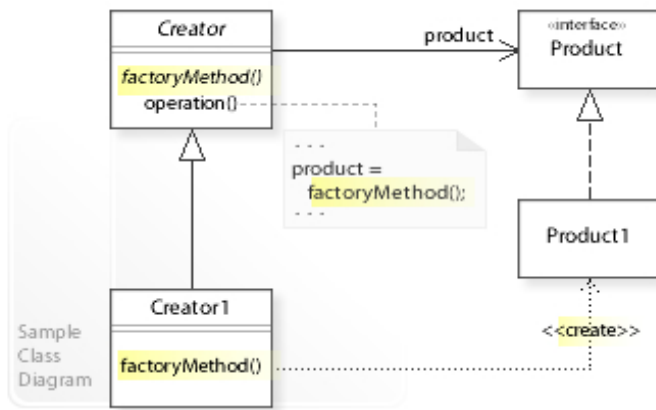 Creator
factoryMethod()
operation()
product
«interface»
Product
- - -
product =
factoryMethod();
- - -
Product1
Creator1
factoryMethod()
<<create>>
Sample
Class
Diagram